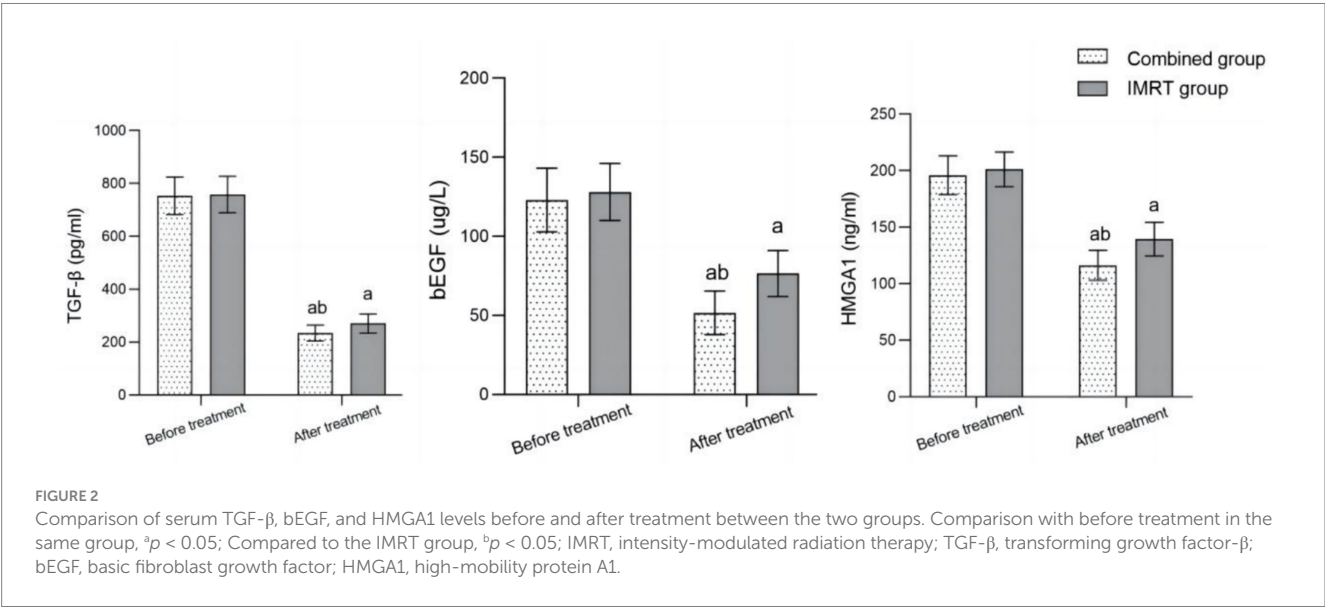 Combined group
IMRT group
1000
800
600
400
200
0
TGF-β (pg/ml)
ab
a
Before treatment
After treatment
200
150
100
50
0
bEGF (ug/L)
ab
a
Before treatment
After treatment
250
200
150
100
50
0
HMGA1 (ng/ml)
ab
a
Before treatment
After treatment
FIGURE 2
Comparison of serum TGF-β, bEGF, and HMGA1 levels before and after treatment between the two groups. Comparison with before treatment in the
same group, ᵃp < 0.05; Compared to the IMRT group, ᵇp < 0.05; IMRT, intensity-modulated radiation therapy; TGF-β, transforming growth factor-β;
bEGF, basic fibroblast growth factor; HMGA1, high-mobility protein A1.